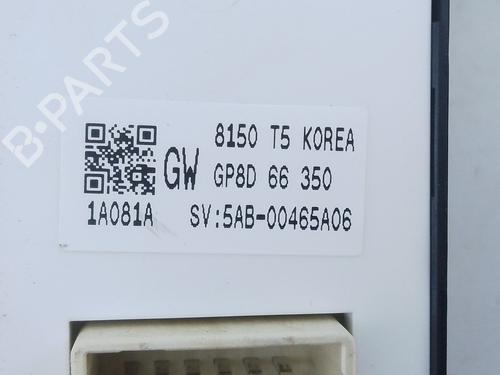 B-PARTS
8150 T5 KOREA
GW GP8D 66 350
1A081A SV:5AB-00465A06